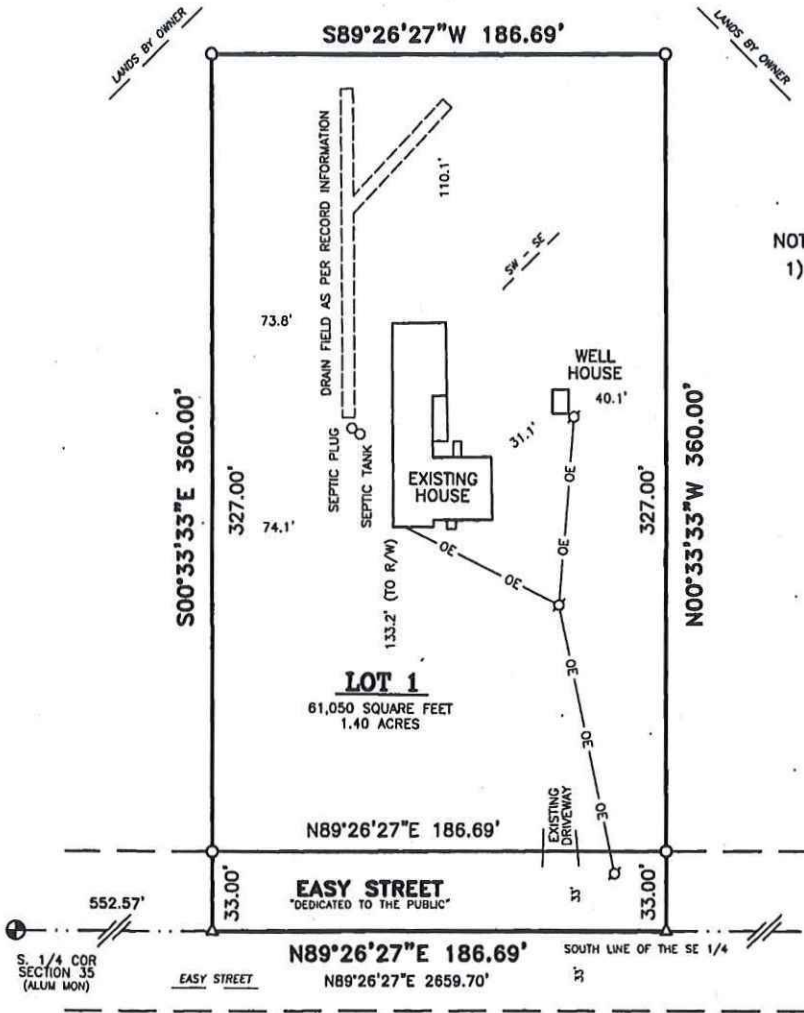 LANDS BY OWNER
S89°26'27"W 186.69'
LANDS BY OWNER
DRAIN FIELD AS PER RECORD INFORMATION
110.1'
SW - SE
NOT
1)
73.8'
WELL
HOUSE
40.1'
31.1'
S00°33'33"E 360.00'
327.00'
SEPTIC PLUG
SEPTIC TANK
EXISTING
HOUSE
OE
327.00'
N00°33'33"W 360.00'
74.1'
OE
OE
OE
133.2' (TO R/W)
LOT 1
61,050 SQUARE FEET
1.40 ACRES
OE
OE
OE
EXISTING
DRIVEWAY
N89°26'27"E 186.69'
33.00'
EASY STREET
"DEDICATED TO THE PUBLIC"
33'
33.00'
552.57'
S. 1/4 COR
SECTION 35
(ALUM MON)
N89°26'27"E 186.69'
SOUTH LINE OF THE SE 1/4
EASY STREET
N89°26'27"E 2659.70'
33'